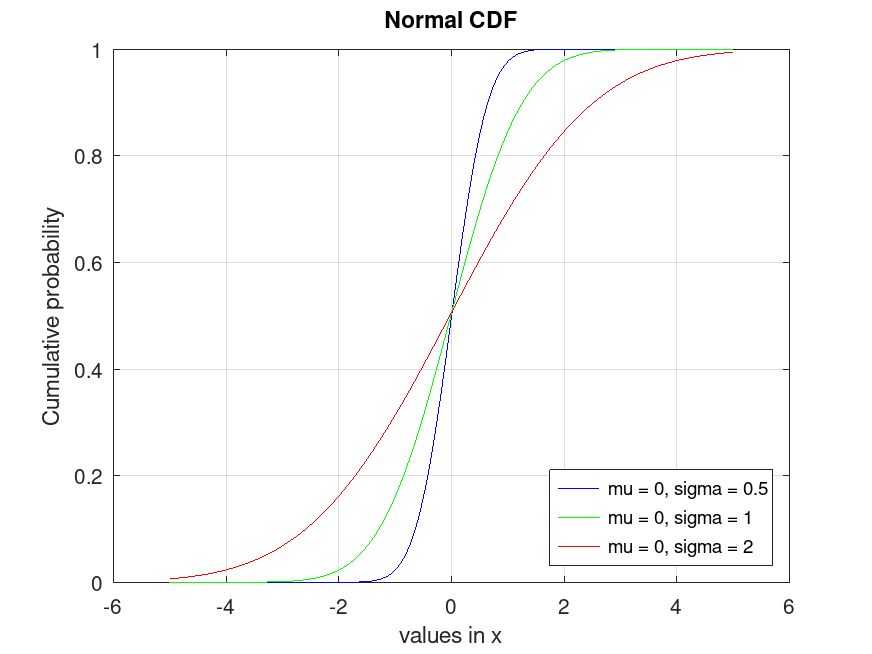 Normal CDF
1
0.8
0.6
0.4
0.2
0
Cumulative probability
mu = 0, sigma = 0.5
mu = 0, sigma = 1
mu = 0, sigma = 2
-6 -4 -2 0 2 4 6
values in x